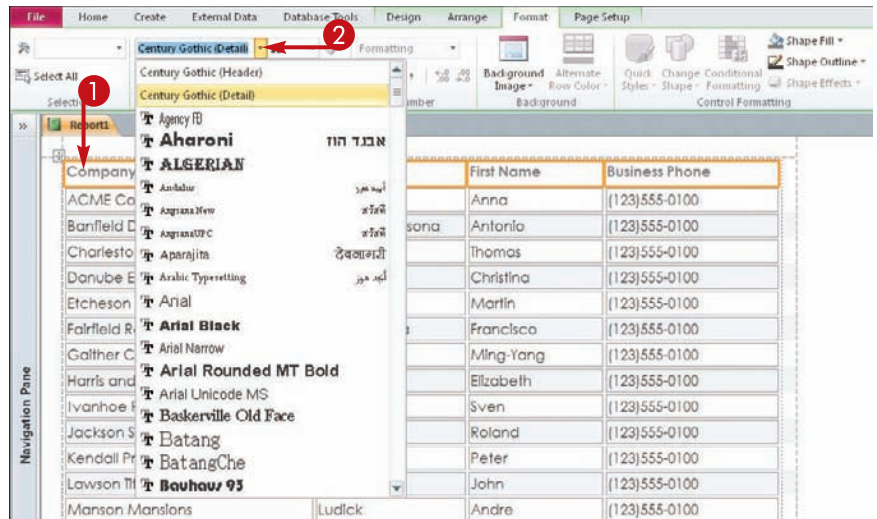 File Home Create External Data Database Tools Design Arrange Format Page Setup
Century Gothic (Detail) 2 Formatting Shape Fill
Select All Background Image Alternate Row Color Quick Styles Change Shape Conditional Formatting Shape Outline
Shape Effects
1 Background Control Formatting
Century Gothic (Header)
Century Gothic (Detail)
Agency FB
Aharoni אבגד הוז
ALGERIAN
Andalus
Angsana New
AngsanaUPC
Aparajita देवनागरी
Arabic Typesetting
Arial
Arial Black
Arial Narrow
Arial Rounded MT Bold
Arial Unicode MS
Baskerville Old Face
Batang
BatangChe
Bauhaus 93
Report1
Navigation Pane
Company First Name Business Phone
ACME Co Anna (123)555-0100
Banfield D sona Antonio (123)555-0100
Charlesto Thomas (123)555-0100
Danube E Christina (123)555-0100
Etcheson Martin (123)555-0100
Fairfield R Francisco (123)555-0100
Gaither C Ming-Yang (123)555-0100
Harris and Elizabeth (123)555-0100
Ivanhoe Sven (123)555-0100
Jackson S Roland (123)555-0100
Kendall Pr Peter (123)555-0100
Lawson John (123)555-0100
Manson Mansions Ludick Andre (123)555-0100